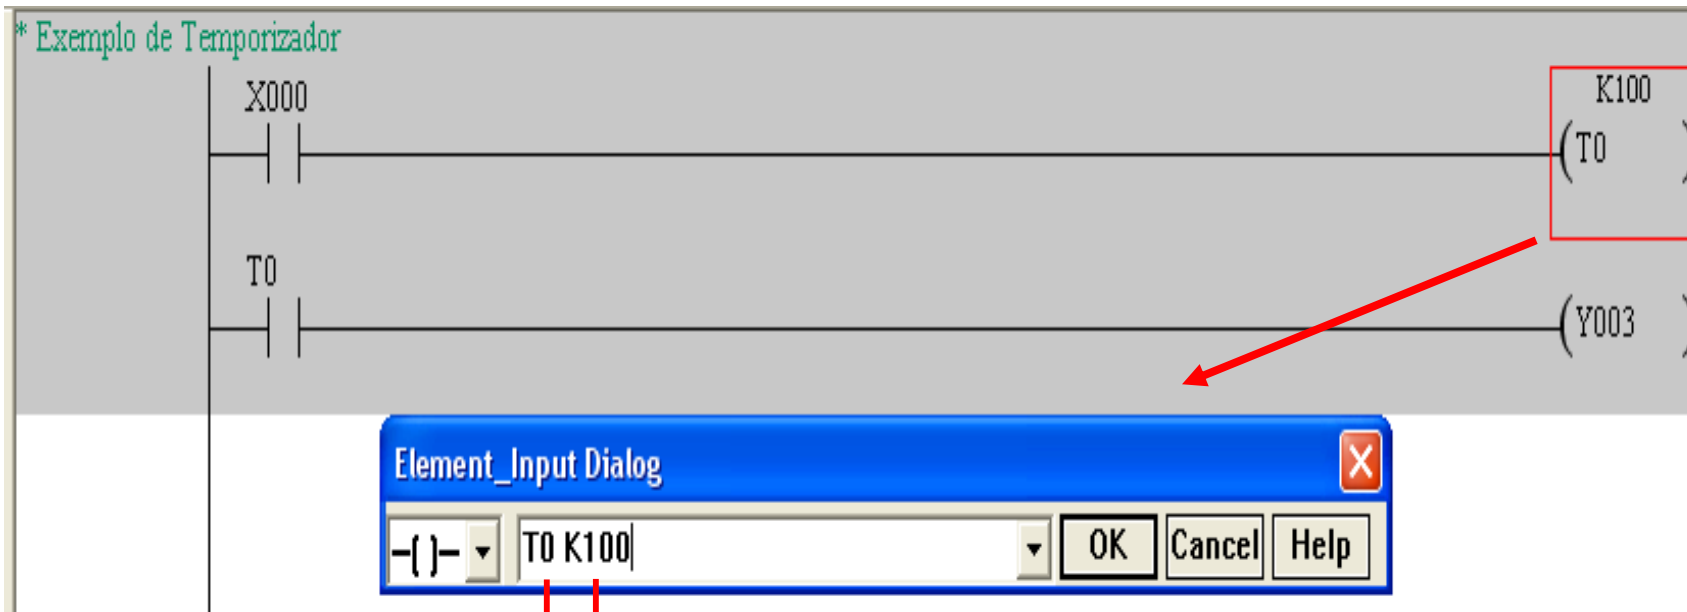 * Exemplo de Temporizador
X000
K100
T0
T0
Y003
Element_Input Dialog
T0 K100 OK Cancel Help